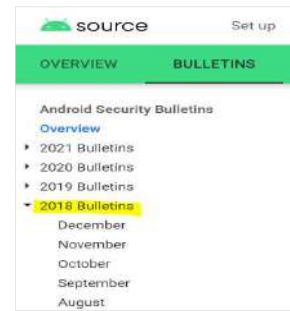 source Set up
OVERVIEW BULLETINS
Android Security Bulletins
Overview
2021 Bulletins
2020 Bulletins
2019 Bulletins
2018 Bulletins
December
November
October
September
August